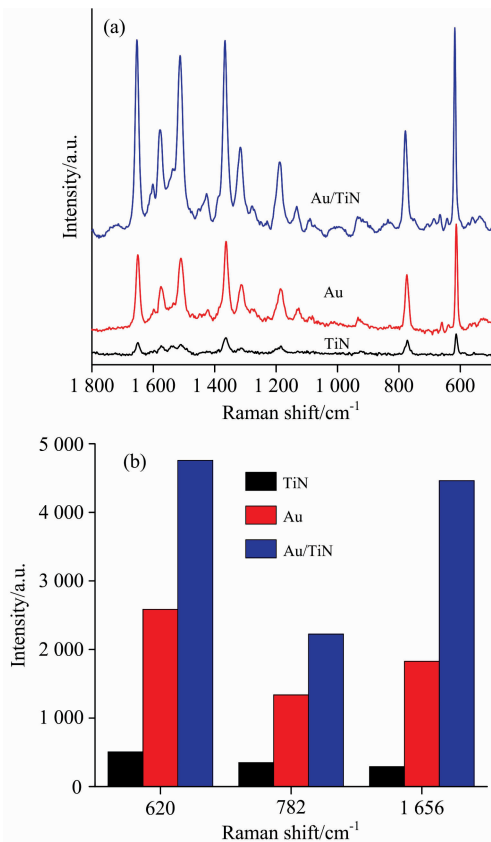 (a)
Intensity/a.u.
Au/TiN
Au
TiN
1 800 1 600 1 400 1 200 1 000 800 600
Raman shift/cm-1
(b)
5 000
4 000
3 000
2 000
1 000
0
Intensity/a.u.
TiN
Au
Au/TiN
620 782 1 656
Raman shift/cm-1